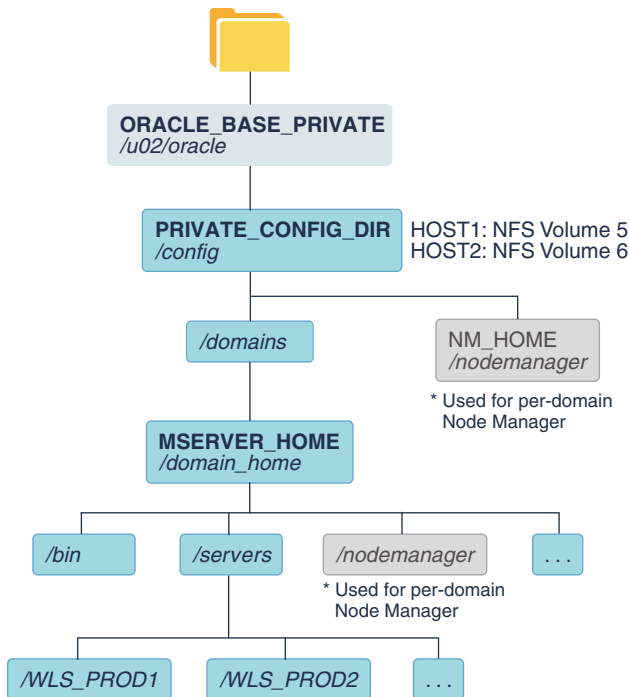 ORACLE_BASE_PRIVATE
/u02/oracle
PRIVATE_CONFIG_DIR
/config
HOST1: NFS Volume 5
HOST2: NFS Volume 6
/domains
NM_HOME
/nodemanager
* Used for per-domain
Node Manager
MSERVER_HOME
/domain_home
/bin
/servers
/nodemanager
. . .
* Used for per-domain
Node Manager
/WLS_PROD1
/WLS_PROD2
. . .